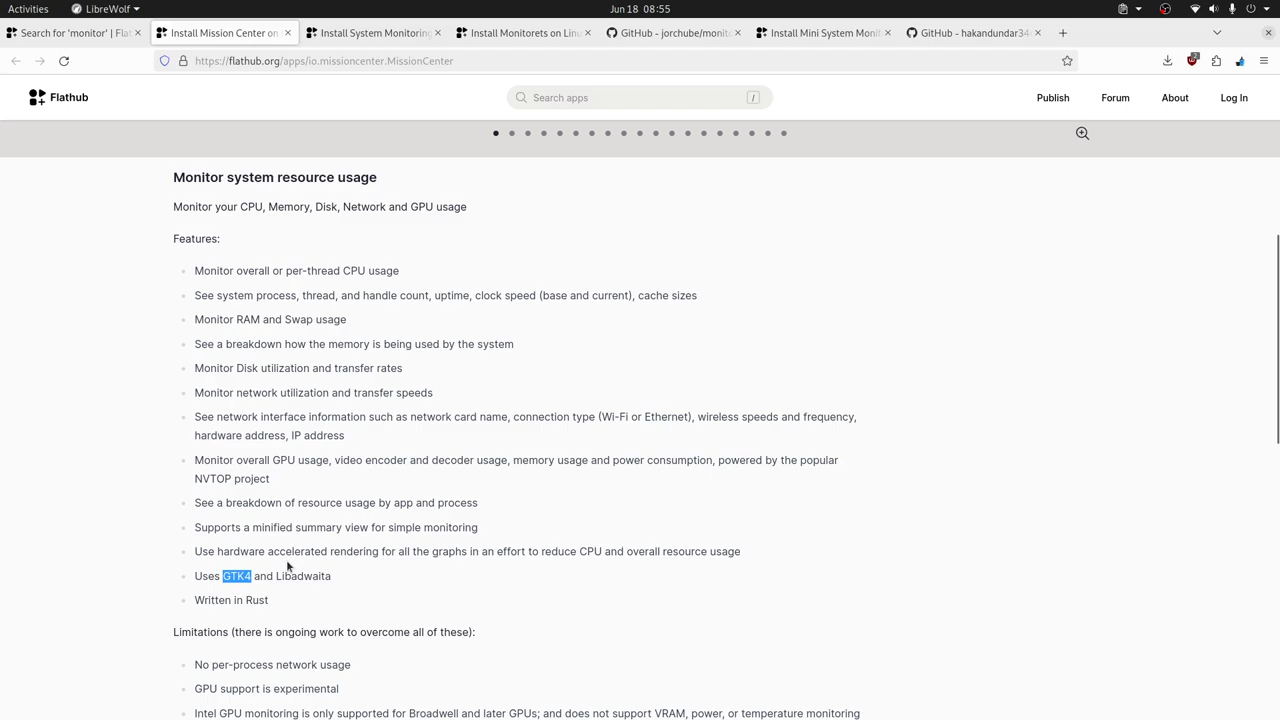 Activities
LibreWolf
Jun 18 08:55
Search for 'monitor' | Flat
Install Mission Center on
Install System Monitoring
Install Monitorets on Linu
GitHub - jorchube/monito
Install Mini System Monit
GitHub - hakandundar34
https://flathub.org/apps/io.missioncenter.MissionCenter
2
Flathub
Search apps
/
Publish
Forum
About
Log In
Monitor system resource usage
Monitor your CPU, Memory, Disk, Network and GPU usage
Features:
Monitor overall or per-thread CPU usage
See system process, thread, and handle count, uptime, clock speed (base and current), cache sizes
Monitor RAM and Swap usage
See a breakdown how the memory is being used by the system
Monitor Disk utilization and transfer rates
Monitor network utilization and transfer speeds
See network interface information such as network card name, connection type (Wi-Fi or Ethernet), wireless speeds and frequency,
hardware address, IP address
Monitor overall GPU usage, video encoder and decoder usage, memory usage and power consumption, powered by the popular
NVTOP project
See a breakdown of resource usage by app and process
Supports a minified summary view for simple monitoring
Use hardware accelerated rendering for all the graphs in an effort to reduce CPU and overall resource usage
Uses GTK4 and Libadwaita
Written in Rust
Limitations (there is ongoing work to overcome all of these):
No per-process network usage
GPU support is experimental
Intel GPU monitoring is only supported for Broadwell and later GPUs; and does not support VRAM, power, or temperature monitoring